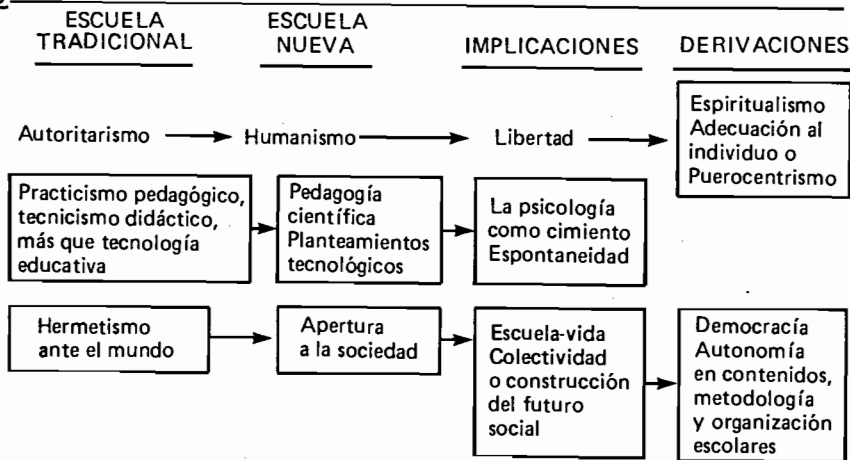 ESCUELA
TRADICIONAL
ESCUELA
NUEVA
IMPLICACIONES
DERIVACIONES
Autoritarismo
Humanismo
Libertad
Espiritualismo
Adecuación al
individuo o
Puerocentrismo
Practicismo pedagógico,
tecnicismo didáctico,
más que tecnología
educativa
Pedagogía
científica
Planteamientos
tecnológicos
La psicología
como cimiento
Espontaneidad
Hermetismo
ante el mundo
Apertura
a la sociedad
Escuela-vida
Colectividad
o construcción
del futuro
social
Democracía
Autonomía
en contenidos,
metodología
y organización
escolares